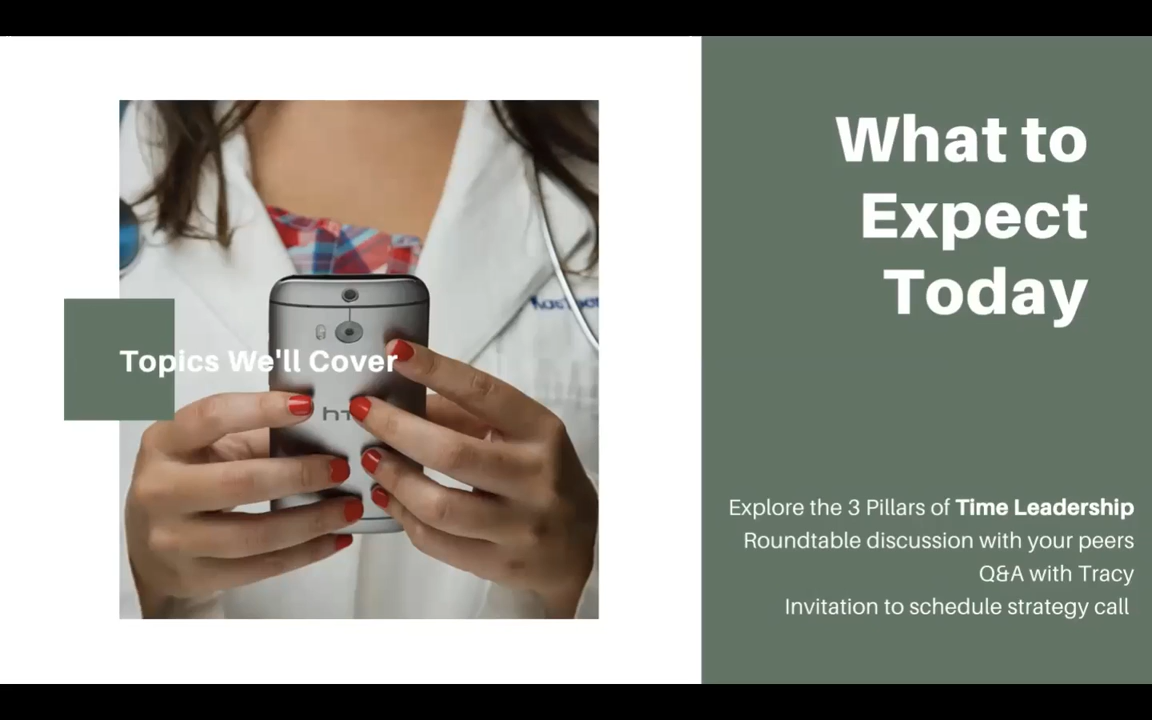 What to
Expect
Today
Topics We'll Cover
Explore the 3 Pillars of Time Leadership
Roundtable discussion with your peers
Q&A with Tracy
Invitation to schedule strategy call